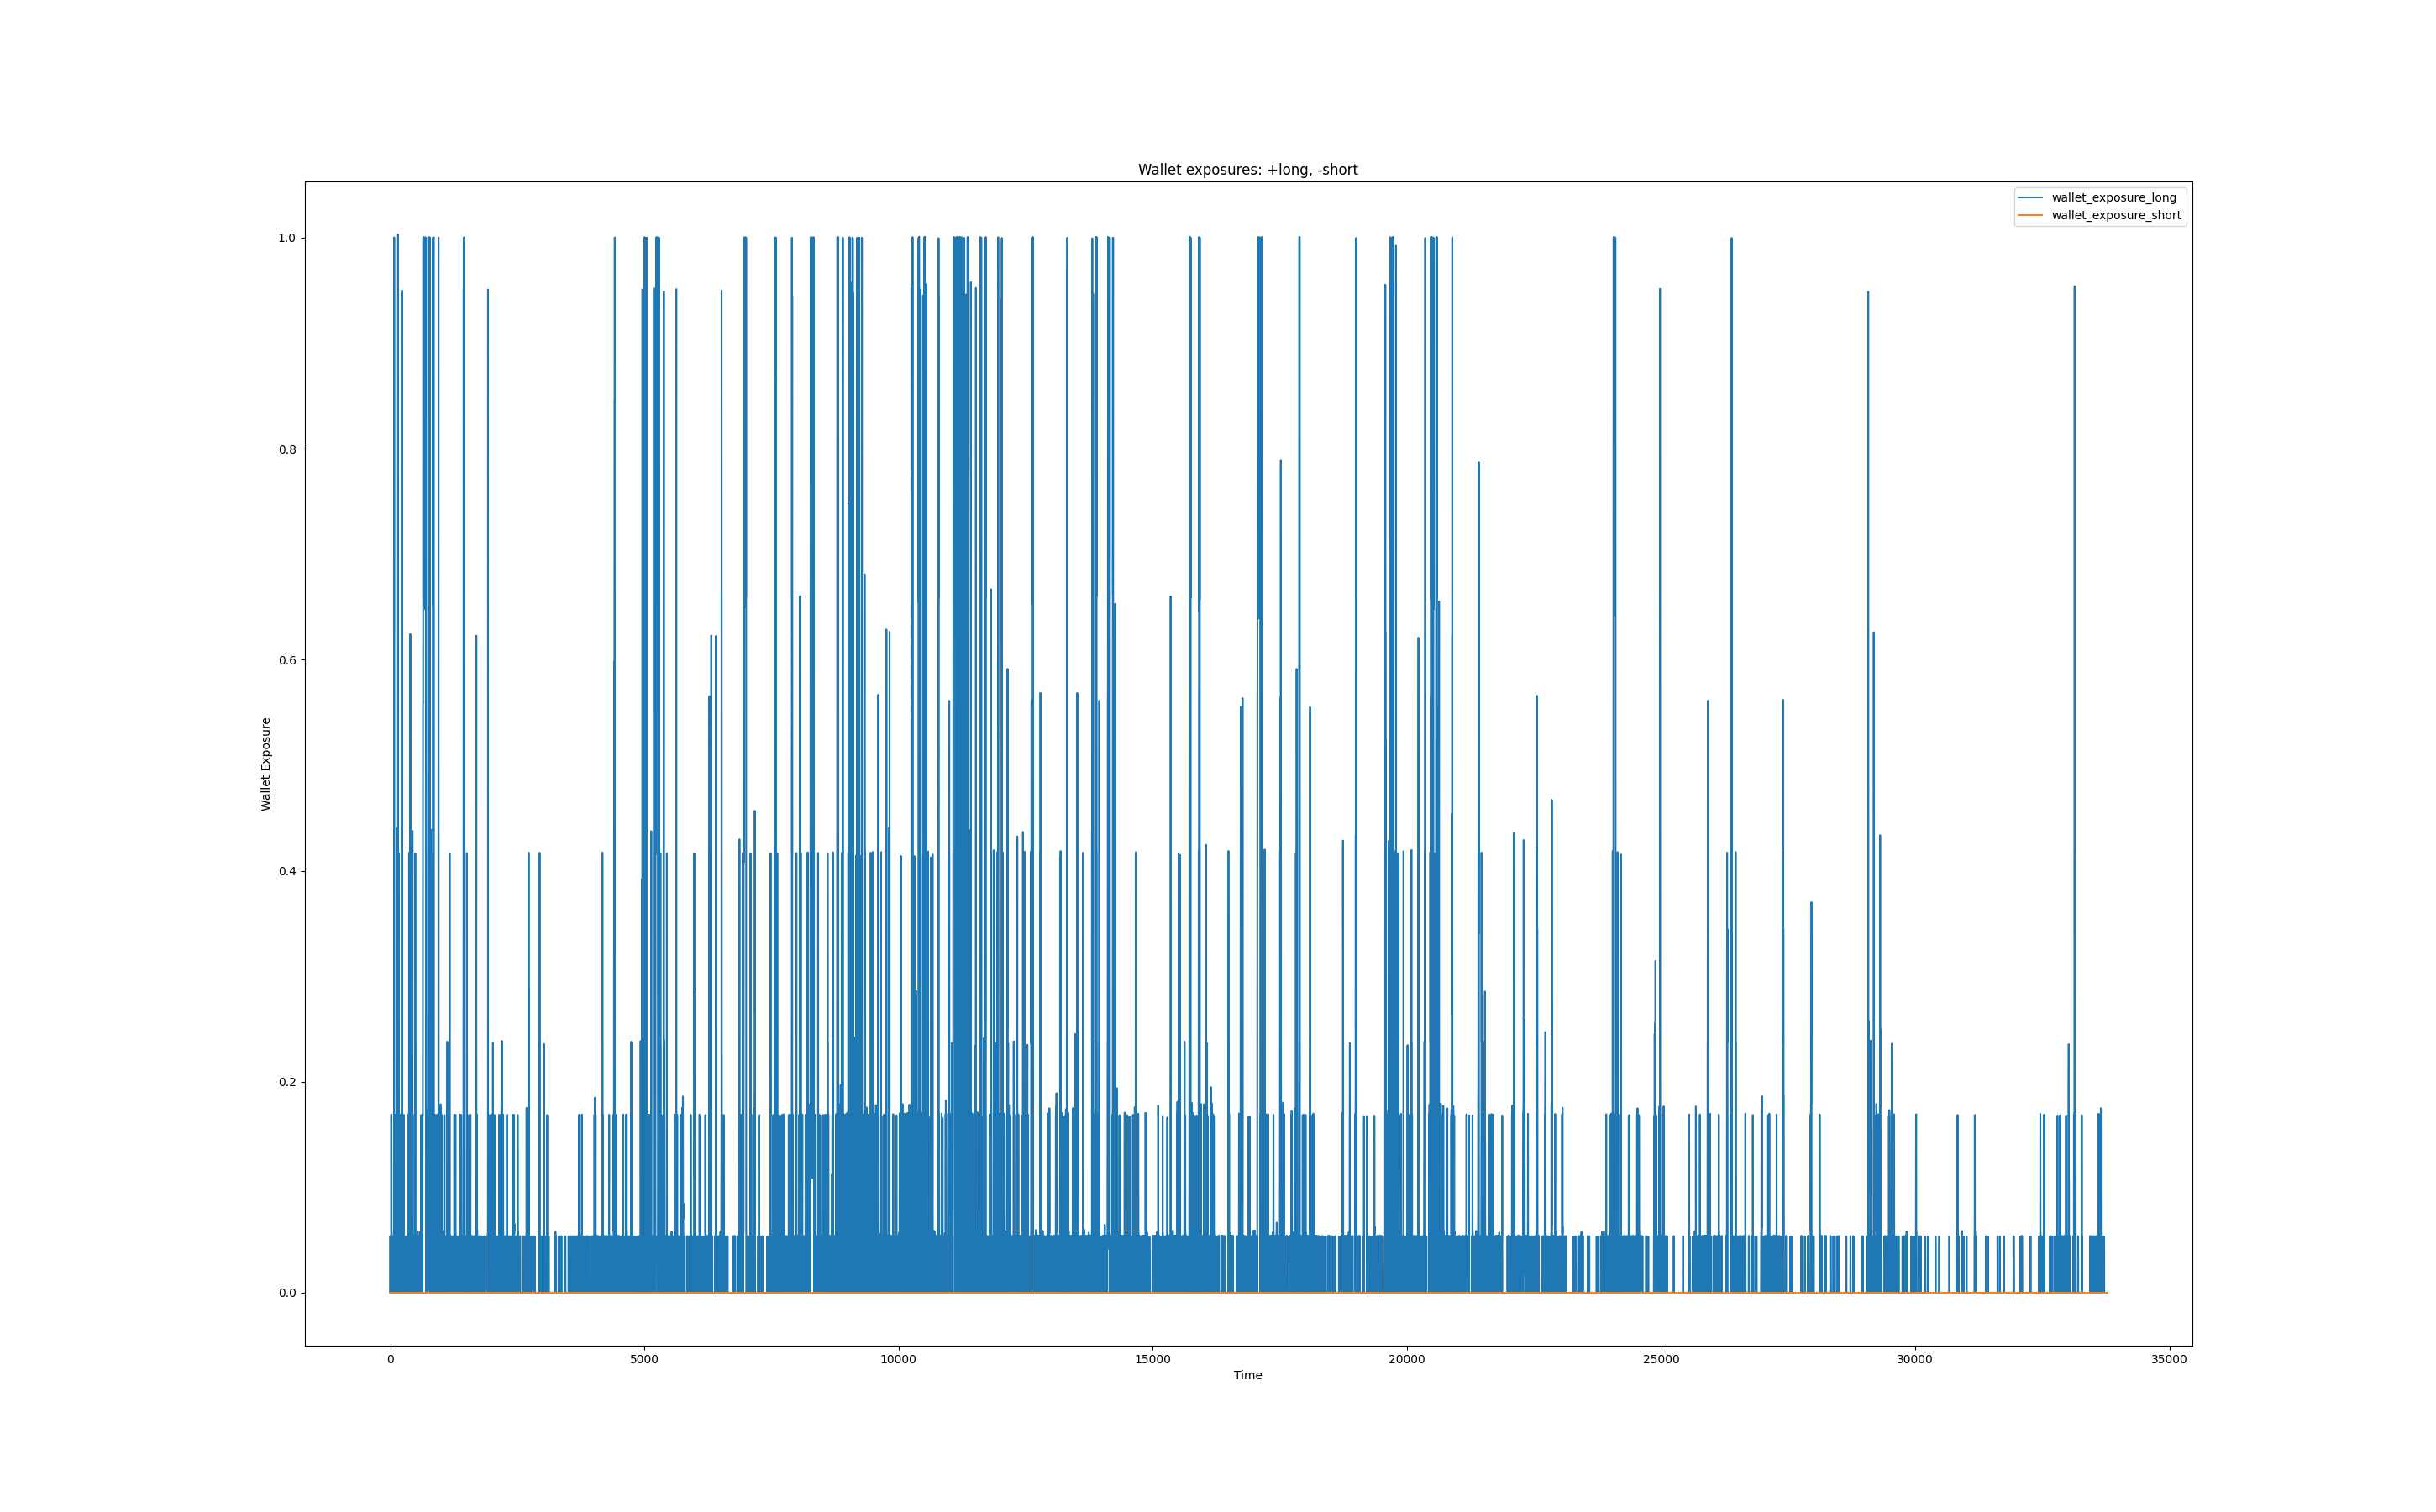 Wallet exposures: +long, -short
wallet_exposure_long
wallet_exposure_short
1.0
0.8
0.6
0.4
0.2
0.0
Wallet Exposure
0 5000 10000 15000 20000 25000 30000 35000
Time